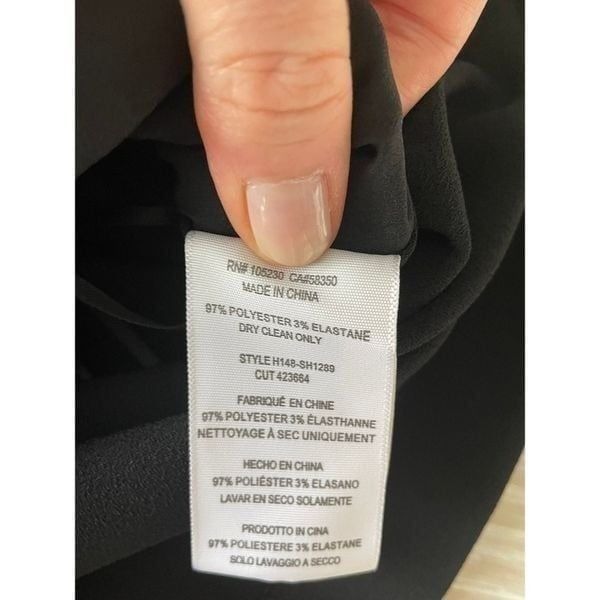 RN# 105230 CA#58350
MADE IN CHINA
97% POLYESTER 3% ELASTANE
DRY CLEAN ONLY
STYLE H148-SH1289
CUT 423664
FABRIQUÉ EN CHINE
97% POLYESTER 3% ÉLASTHANNE
NETTOYAGE À SEC UNIQUEMENT
HECHO EN CHINA
97% POLIÉSTER 3% ELASANO
LAVAR EN SECO SOLAMENTE
PRODOTTO IN CINA
97% POLIESTERE 3% ELASTANE
SOLO LAVAGGIO A SECCO